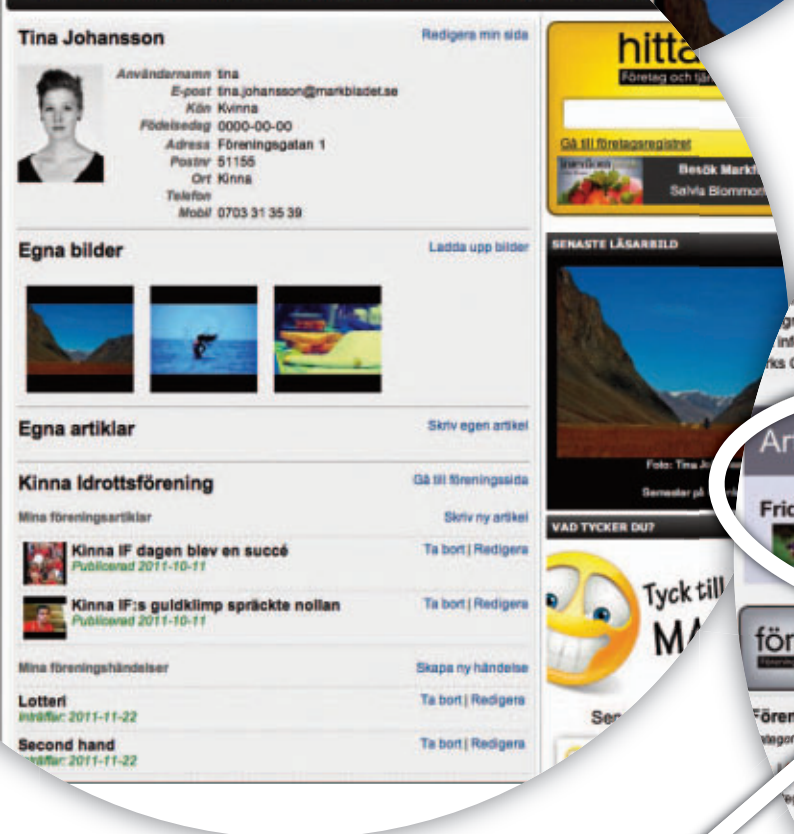 Tina Johansson
Redigera min sida
Användarnamn tina
E-post tina.johansson@markbladet.se
Kön Kvinna
Födelsedag 0000-00-00
Adress Föreningsgatan 1
Postnr 51155
Ort Kinna
Telefon
Mobil 0703 31 35 39
Egna bilder
Ladda upp bilder
Egna artiklar
Skriv egen artikel
Kinna Idrottsförening
Gå till föreningssida
Mina föreningsartiklar
Skriv ny artikel
Kinna IF dagen blev en succé
Ta bort | Redigera
Publicerad 2011-10-11
Kinna IF:s guldklimp spräckte nollan
Ta bort | Redigera
Publicerad 2011-10-11
Mina föreningshändelser
Skapa ny händelse
Lotteri
Ta bort | Redigera
Inträffar: 2011-11-22
Second hand
Ta bort | Redigera
Inträffar: 2011-11-22
hitta
Företag och
Gå till företagsregistret
Besök
Salvia
SENASTE LÄSARBILD
Foto: Tina
Semester på
VAD TYCKER DU?
Tyck till